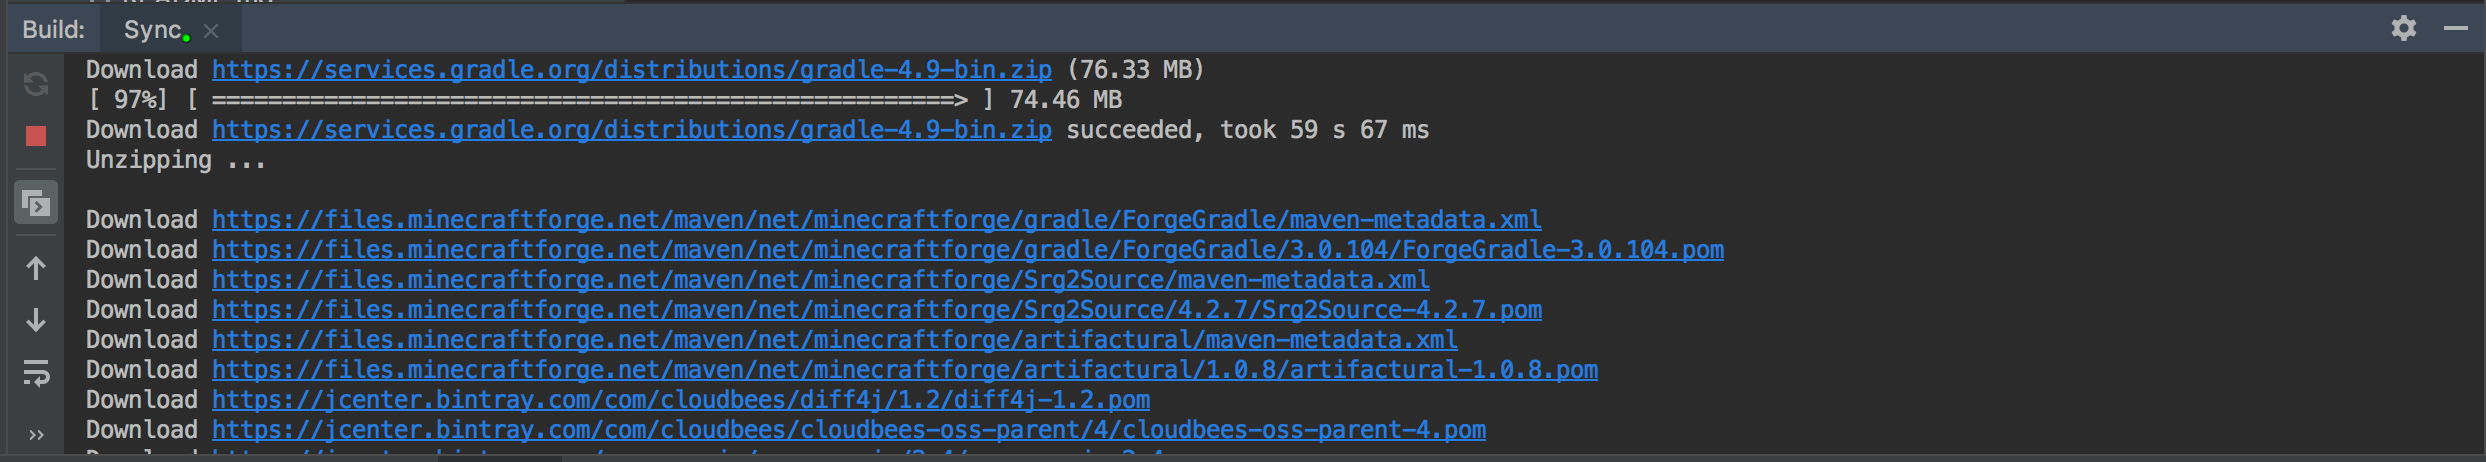 Build: Sync
Download https://services.gradle.org/distributions/gradle-4.9-bin.zip (76.33 MB)
[ 97%] [ =====================================================> ] 74.46 MB
Download https://services.gradle.org/distributions/gradle-4.9-bin.zip succeeded, took 59 s 67 ms
Unzipping ...
Download https://files.minecraftforge.net/maven/net/minecraftforge/gradle/ForgeGradle/maven-metadata.xml
Download https://files.minecraftforge.net/maven/net/minecraftforge/gradle/ForgeGradle/3.0.104/ForgeGradle-3.0.104.pom
Download https://files.minecraftforge.net/maven/net/minecraftforge/Srg2Source/maven-metadata.xml
Download https://files.minecraftforge.net/maven/net/minecraftforge/Srg2Source/4.2.7/Srg2Source-4.2.7.pom
Download https://files.minecraftforge.net/maven/net/minecraftforge/artifactural/maven-metadata.xml
Download https://files.minecraftforge.net/maven/net/minecraftforge/artifactural/1.0.8/artifactural-1.0.8.pom
Download https://jcenter.bintray.com/com/cloudbees/diff4j/1.2/diff4j-1.2.pom
Download https://jcenter.bintray.com/com/cloudbees/cloudbees-oss-parent/4/cloudbees-oss-parent-4.pom
Download